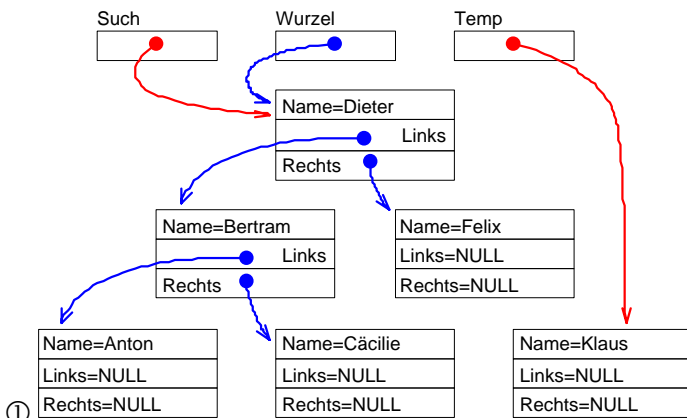 Such Wurzel Temp
Name=Dieter
Links
Rechts
Name=Bertram Name=Felix
Links Links=NULL
Rechts Rechts=NULL
Name=Anton Name=Cäcilie Name=Klaus
Links=NULL Links=NULL Links=NULL
① Rechts=NULL Rechts=NULL Rechts=NULL